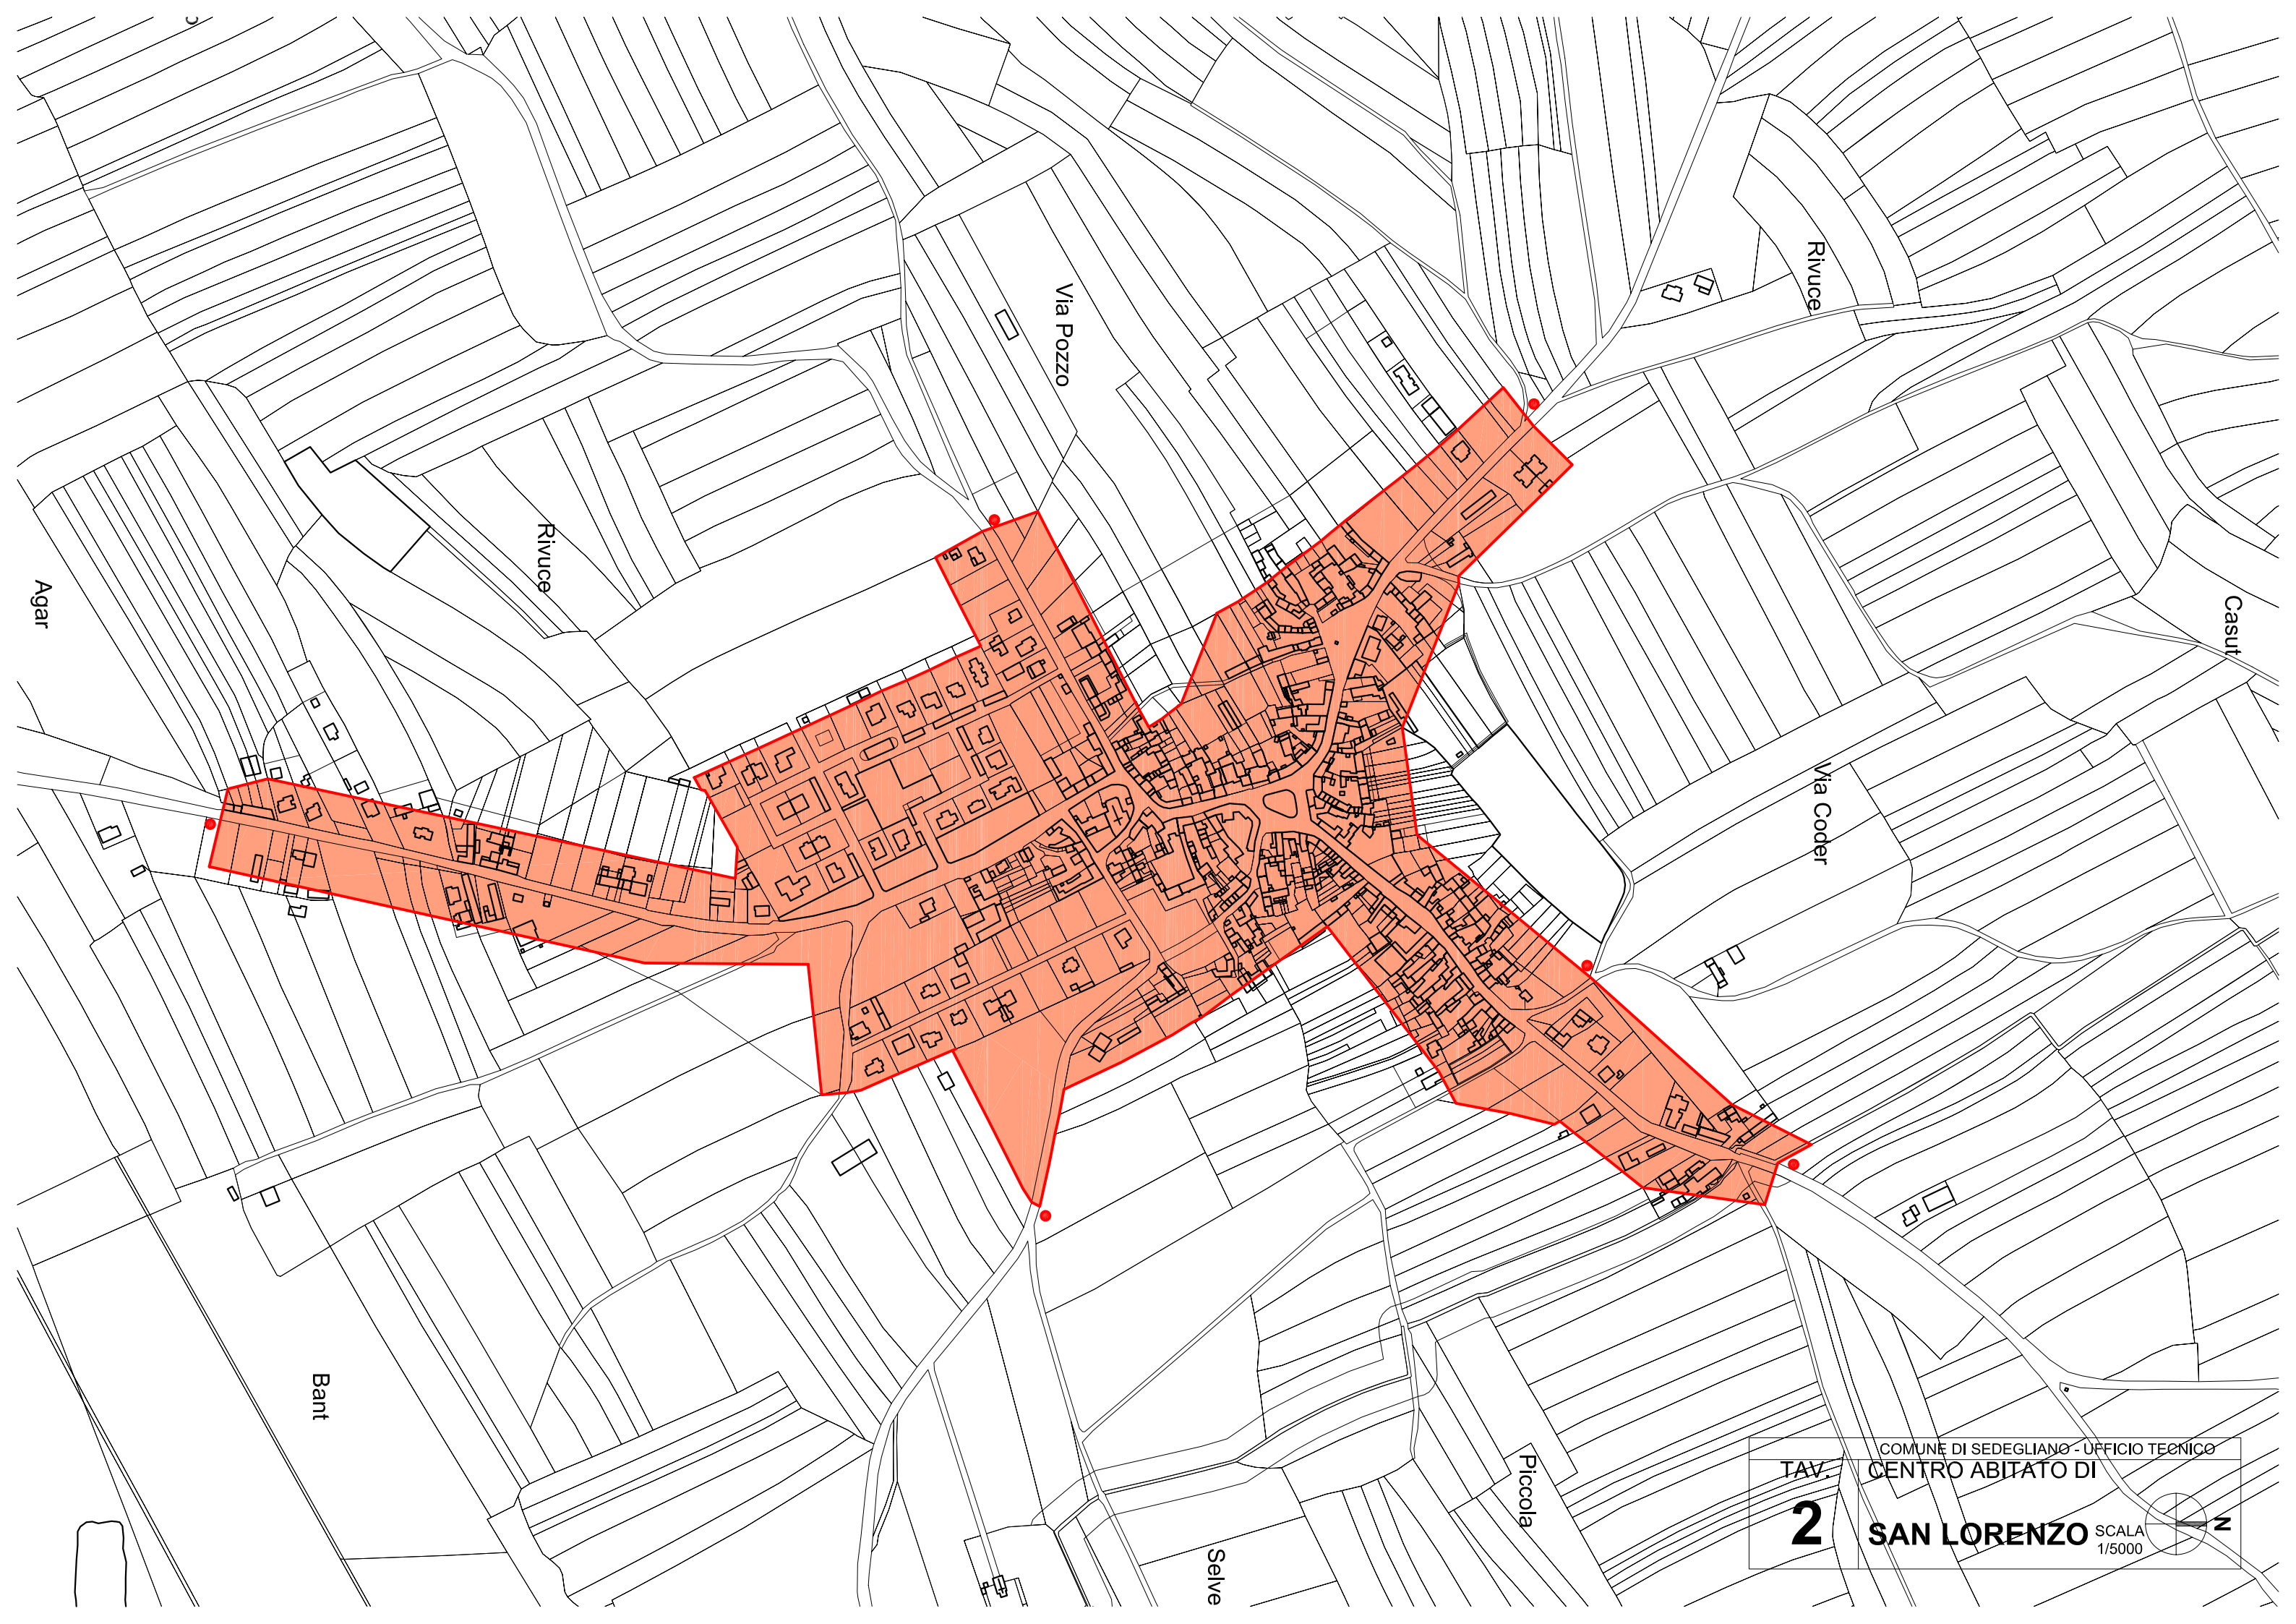 Via Pozzo
Rivuce
Rivuce
Agar
Casut
Via Coder
Bant
Piccola
Selve
COMUNE DI SEDEGLIANO - UFFICIO TECNICO
TAV.
CENTRO ABITATO DI
2
SAN LORENZO
SCALA
1/5000
N